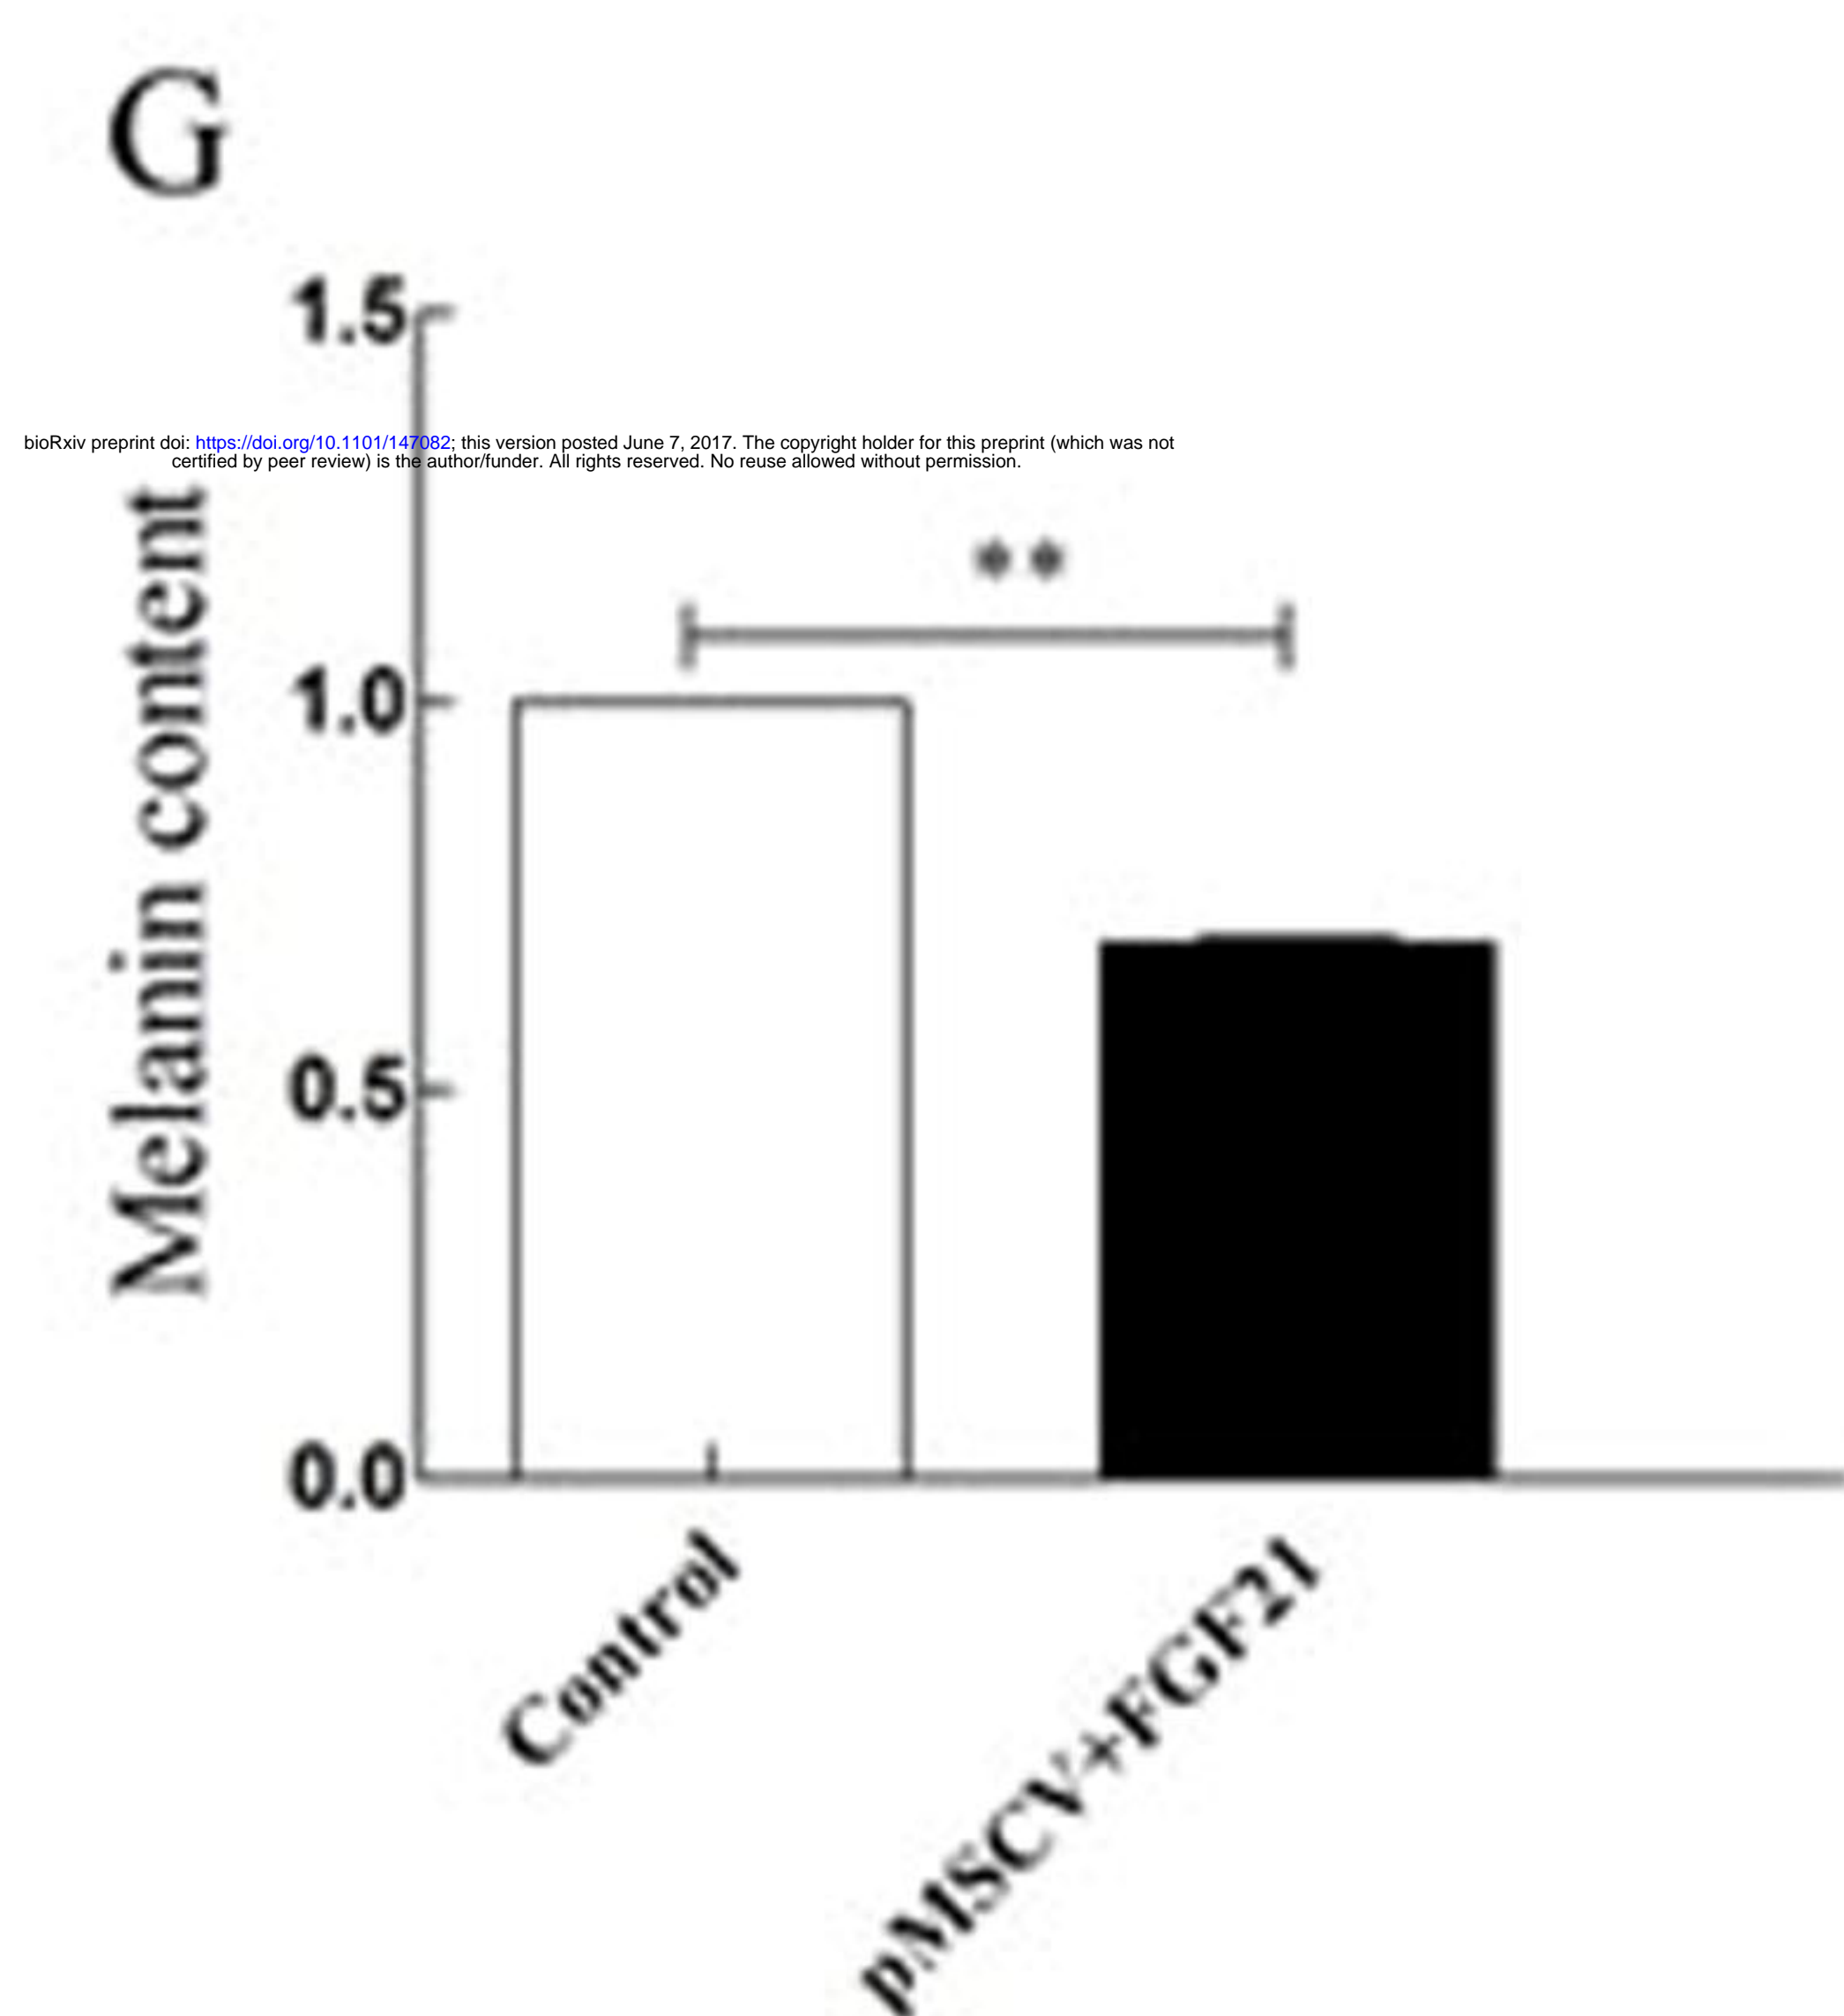 G
1.5
bioRxiv preprint doi: https://doi.org/10.1101/147082; this version posted June 7, 2017. The copyright holder for this preprint (which was not
certified by peer review) is the author/funder. All rights reserved. No reuse allowed without permission.
**
1.0
Melanin content
0.5
0.0
Control
pMSCV+FGF21